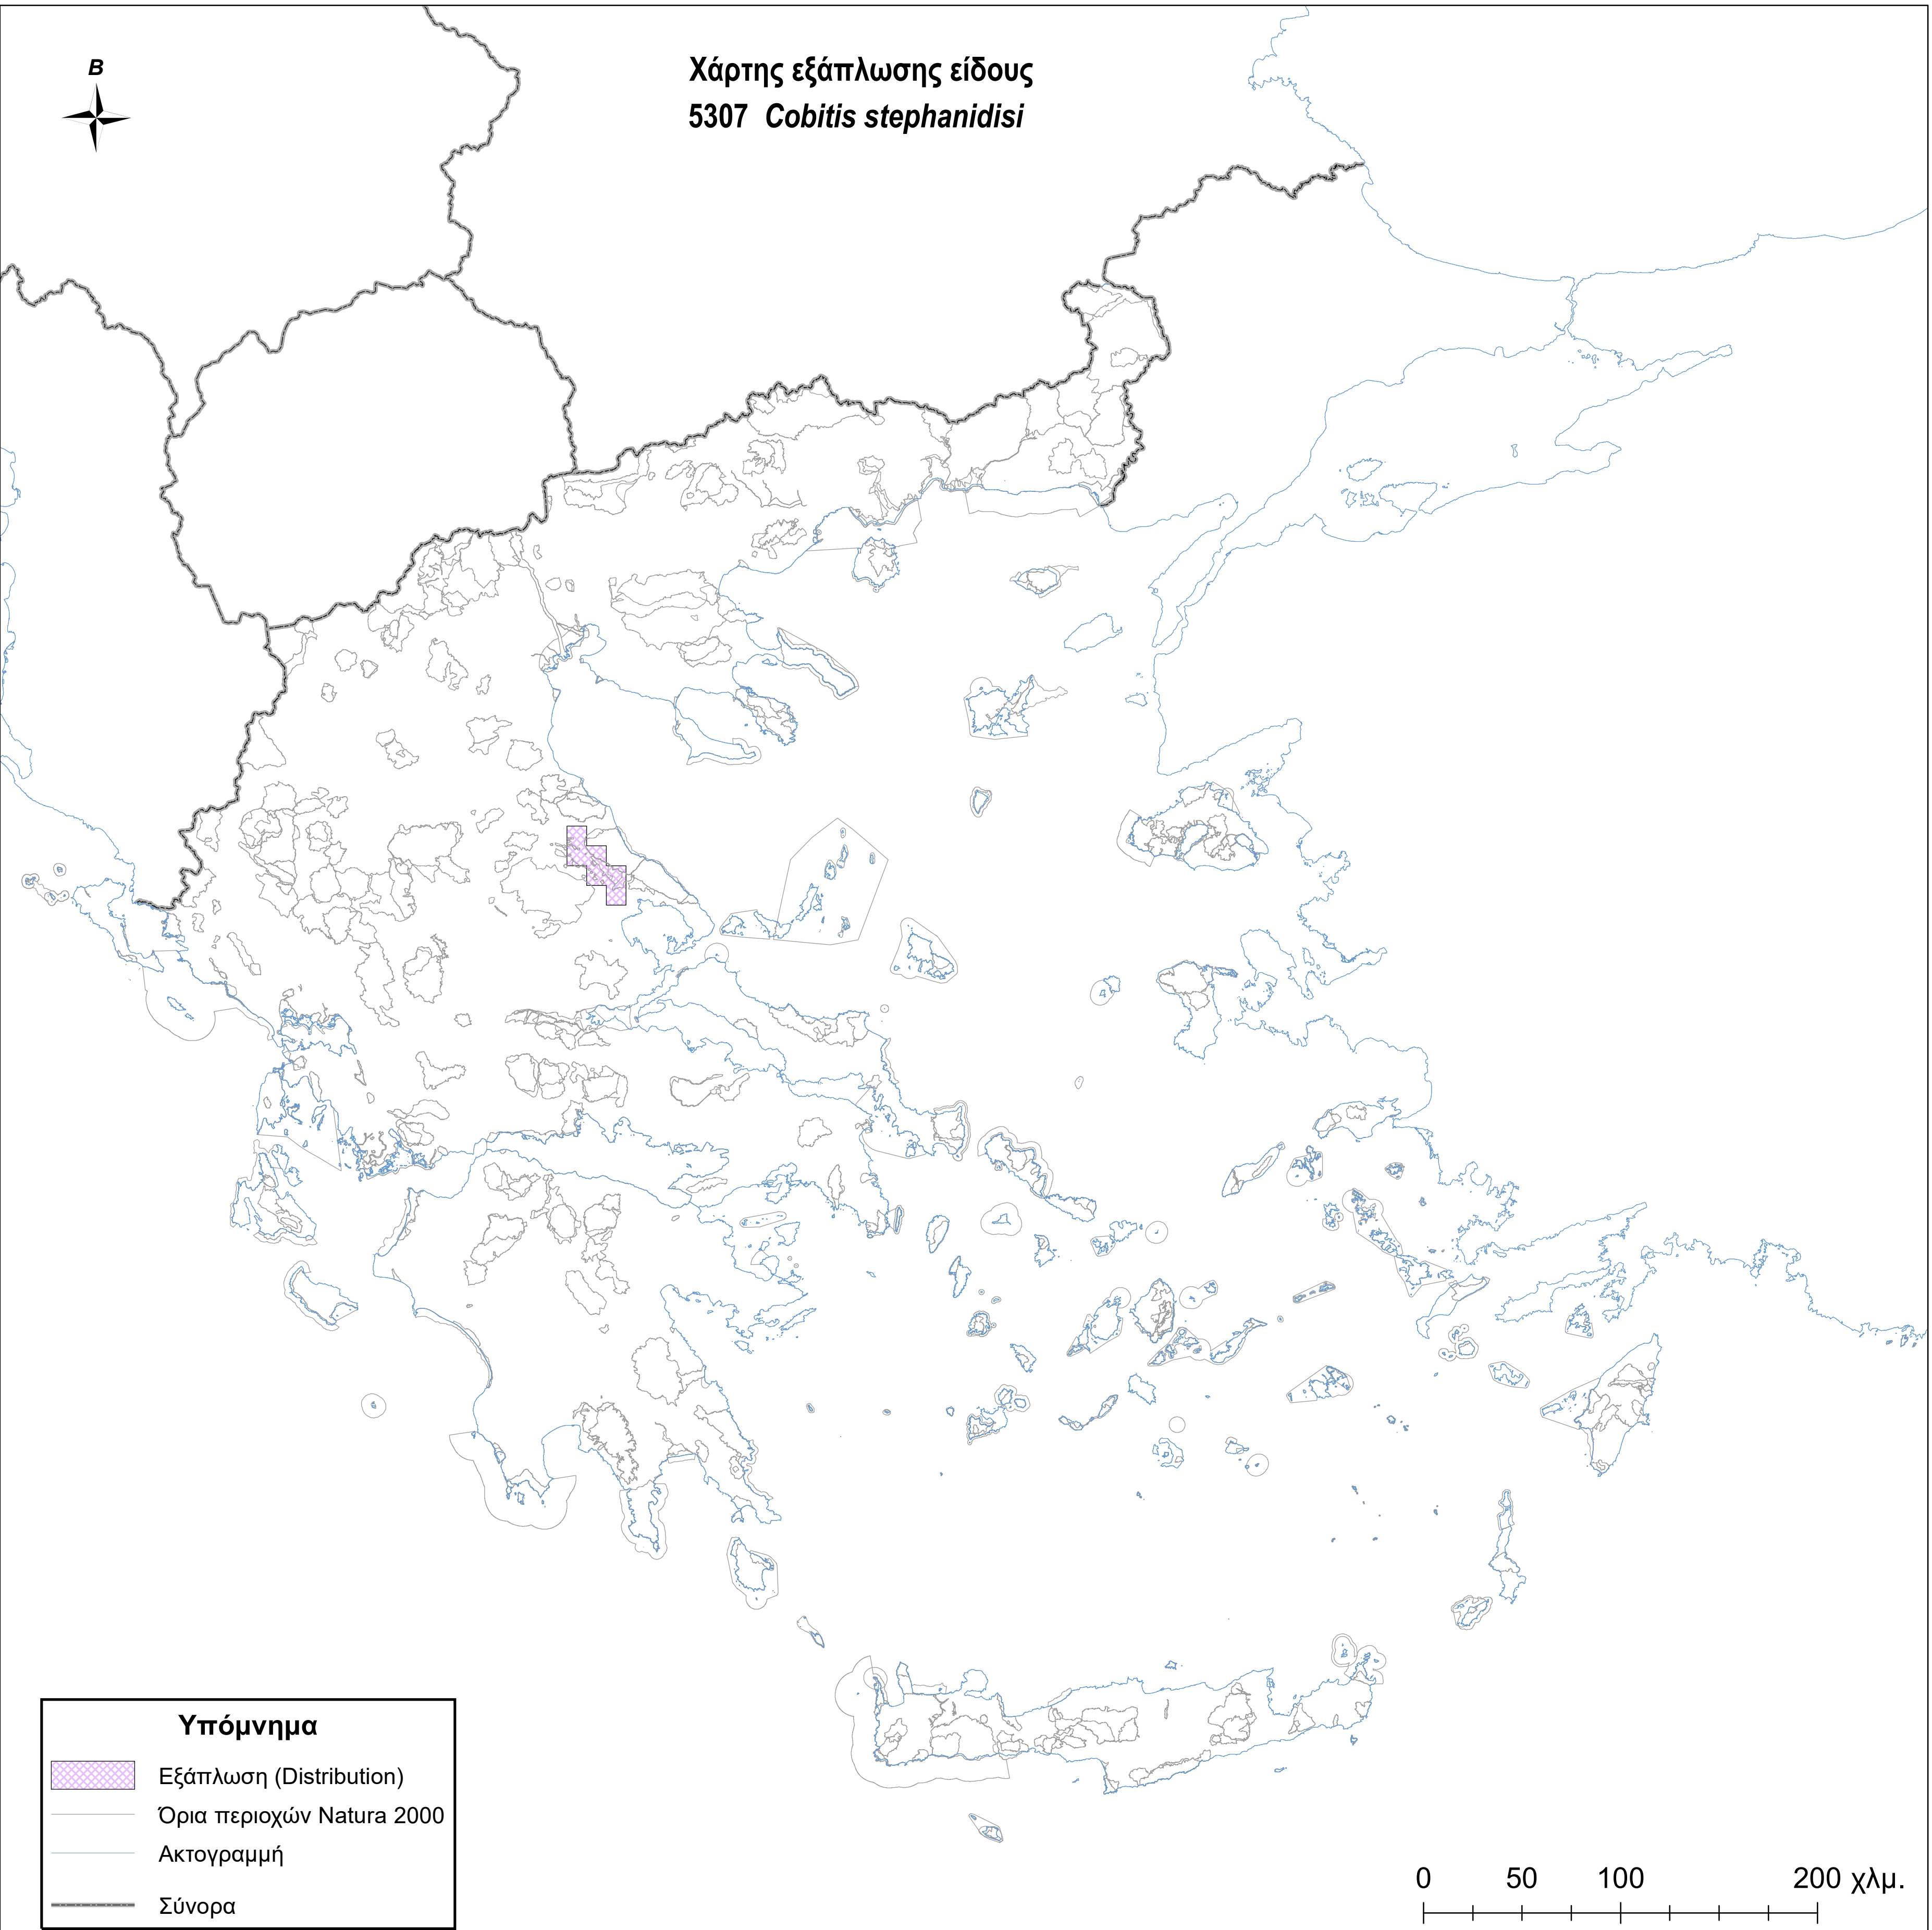 B
Χάρτης εξάπλωσης είδους
5307 Cobitis stephanidisi
Υπόμνημα
Εξάπλωση (Distribution)
Όρια περιοχών Natura 2000
Ακτογραμμή
Σύνορα
0 50 100 200 χλμ.